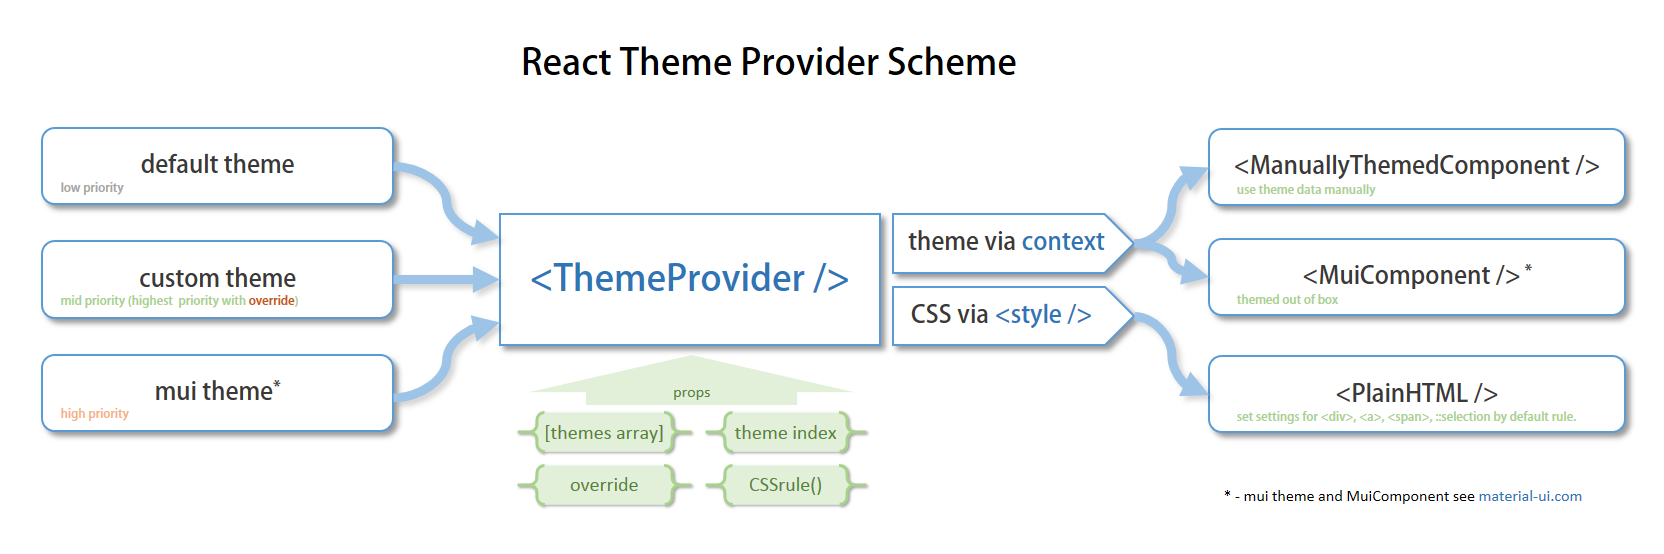 React Theme Provider Scheme
default theme
low priority
custom theme
mid priority (highest priority with override)
mui theme*
high priority
<ThemeProvider />
theme via context
CSS via <style />
props
[themes array]
theme index
override
CSSrule()
<ManuallyThemedComponent />
use theme data manually
<MuiComponent /> *
themed out of box
<PlainHTML />
set settings for <div>, <a>, <span>, ::selection by default rule.
* - mui theme and MuiComponent see material-ui.com